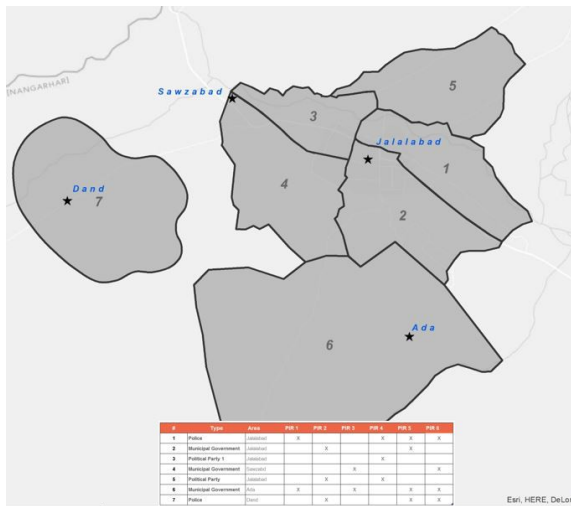 [NANGARHAR]
Sawzabad
3
5
Jalalabad
1
4
Dand
7
2
Ada
6
# Type Area PIR 1 PIR 2 PIR 3 PIR 4 PIR 5 PIR 6
1 Police Jalalabad X X X X
2 Municipal Government Jalalabad X X
3 Political Party 1 Jalalabad X
4 Municipal Government X X
5 Political Party Jalalabad X X
6 Municipal Government Ada X X X X
7 Police Dand X X X
Esri, HERE, DeLor